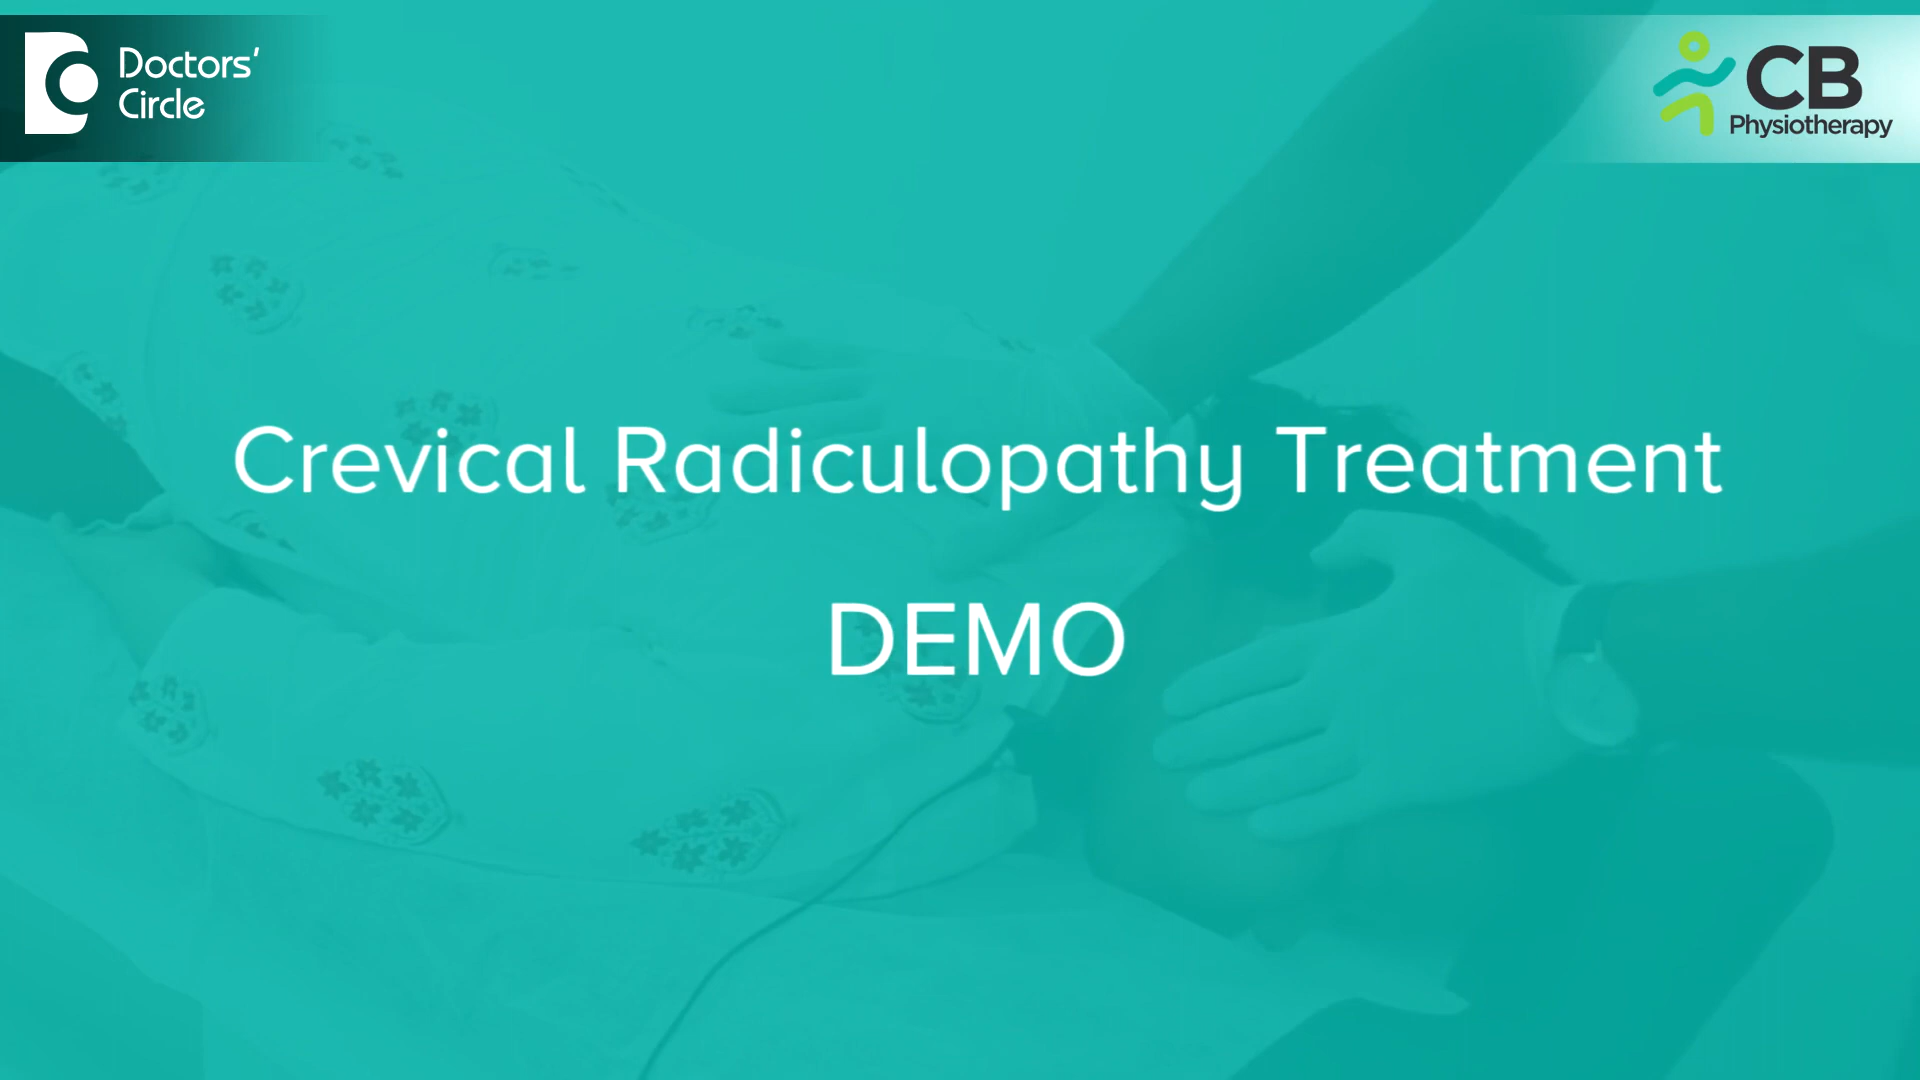 Doctors'
Circle
CB
Physiotherapy
Crevical Radiculopathy Treatment
DEMO